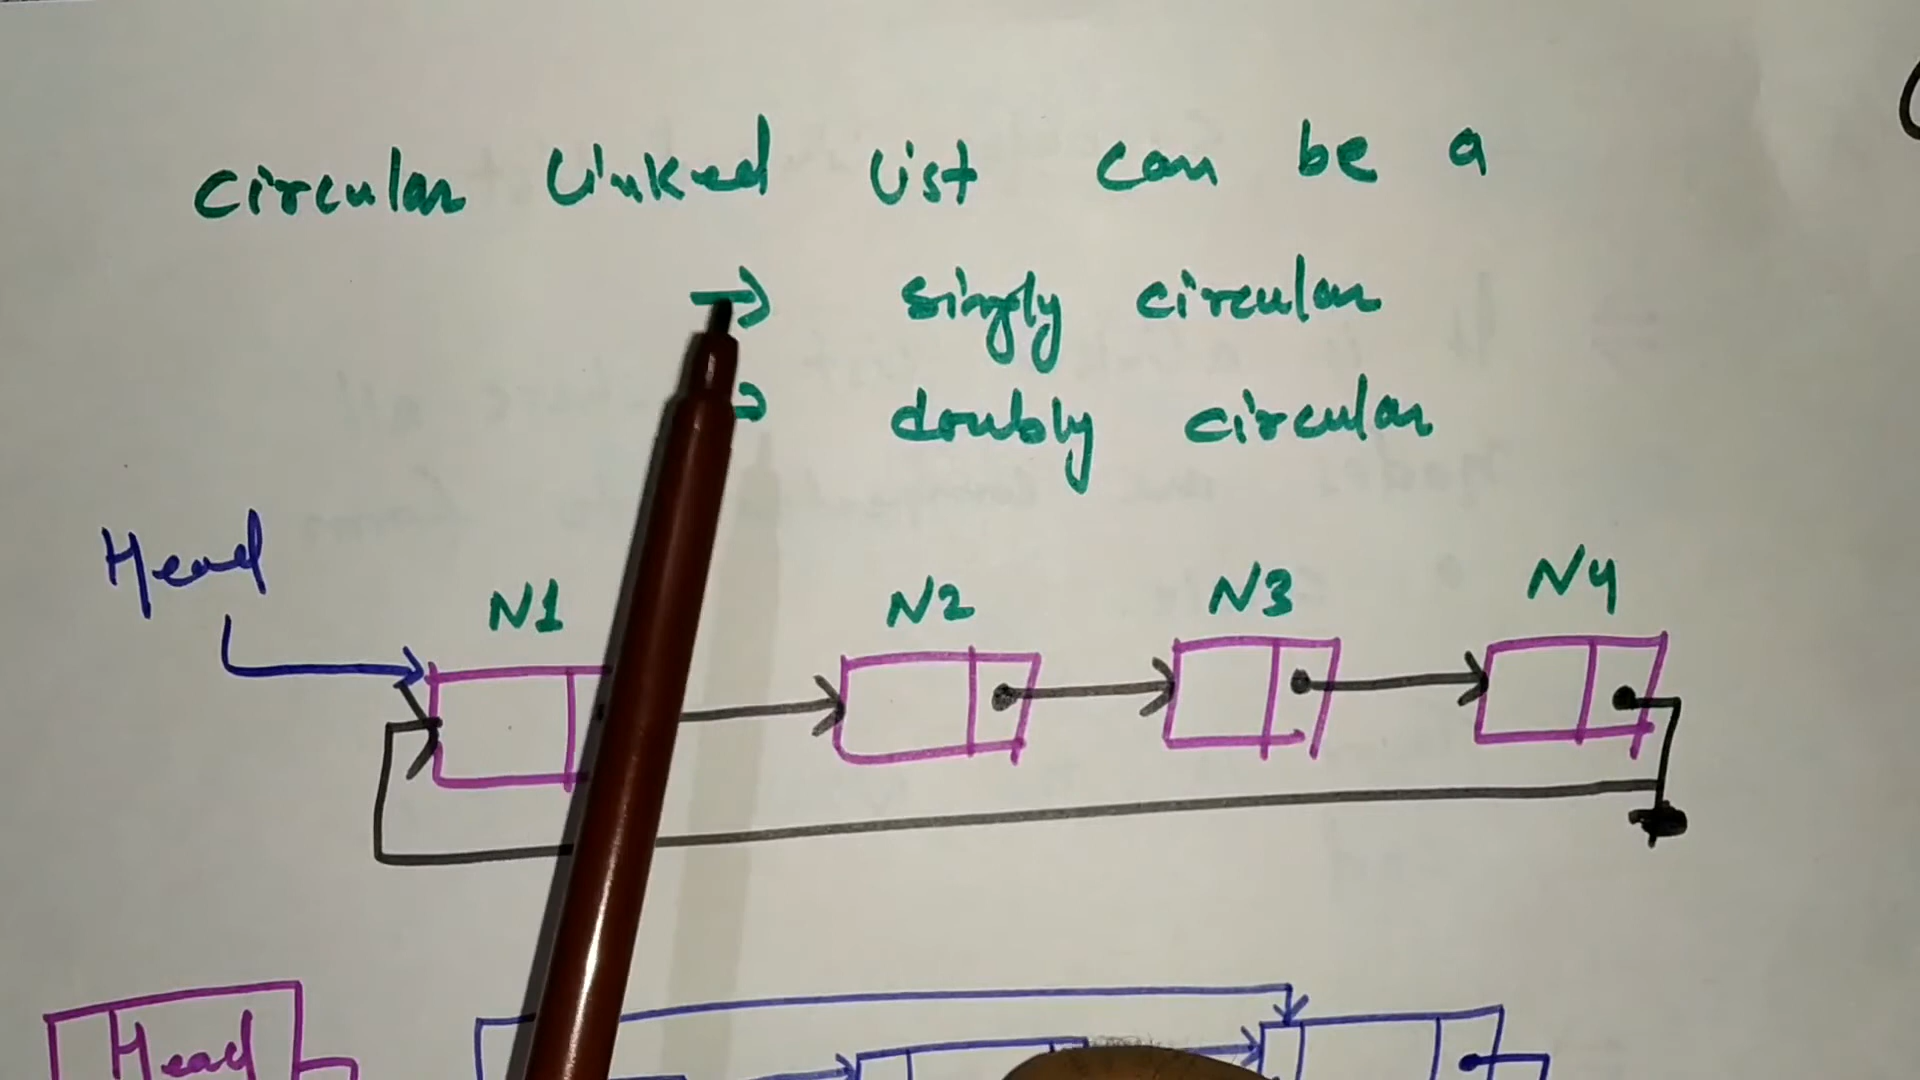 Circular Linked List can be a
→ singly circular
→ doubly circular
Head
N1 N2 N3 N4
Head